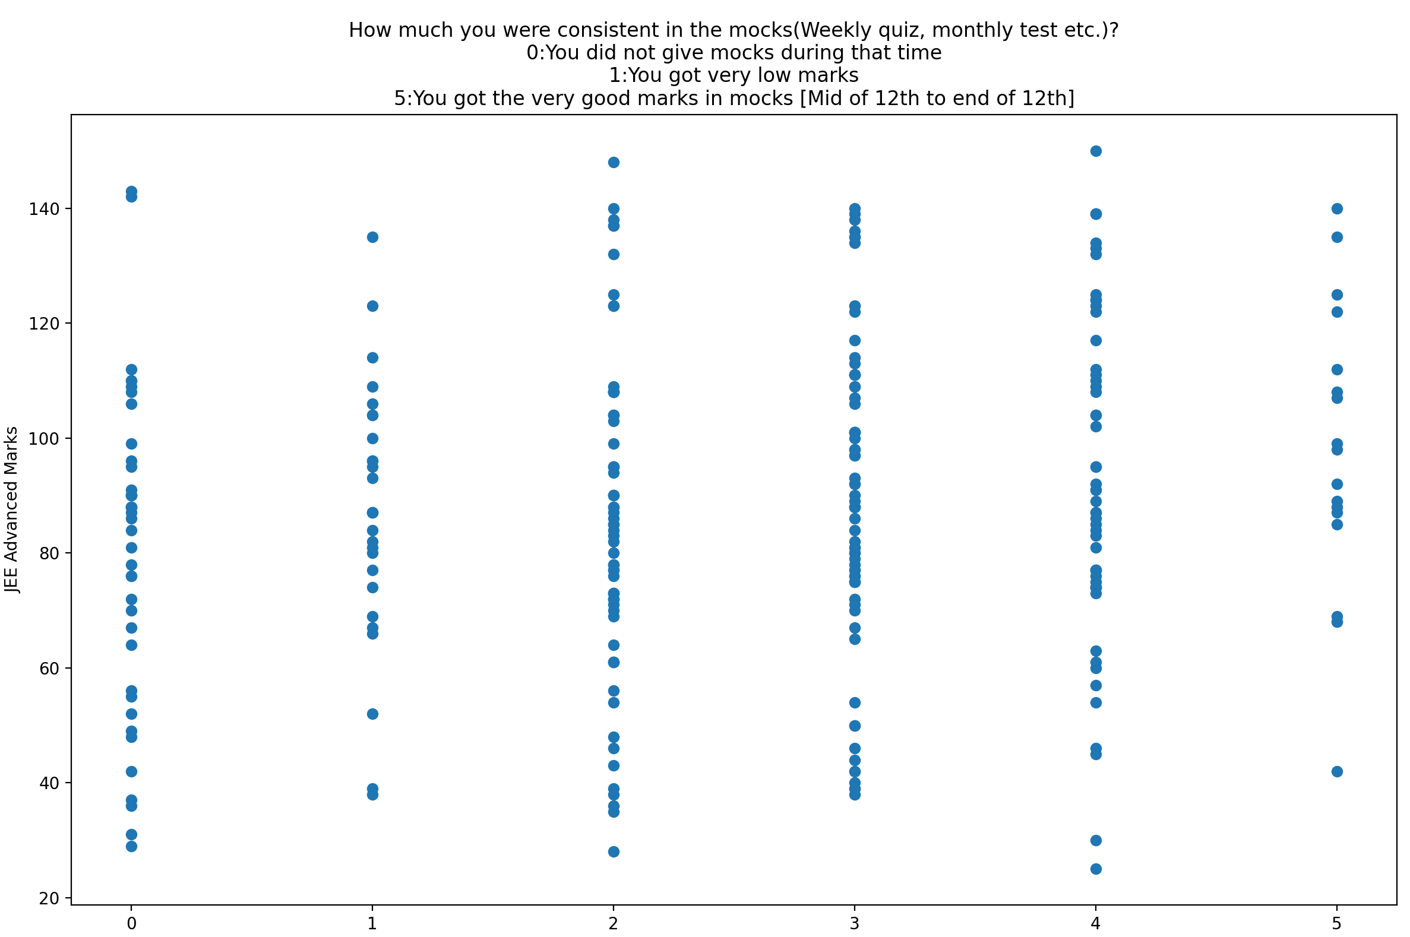 How much you were consistent in the mocks(Weekly quiz, monthly test etc.)?
0:You did not give mocks during that time
1:You got very low marks
5:You got the very good marks in mocks [Mid of 12th to end of 12th]
JEE Advanced Marks
140
120
100
80
60
40
20
0 1 2 3 4 5